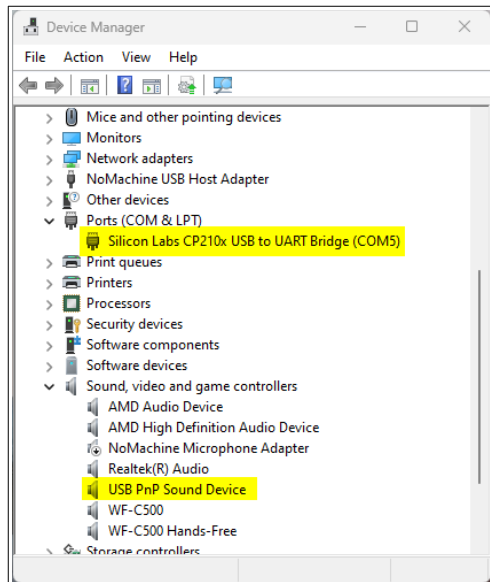 Device Manager
File Action View Help
Mice and other pointing devices
Monitors
Network adapters
NoMachine USB Host Adapter
Other devices
Ports (COM & LPT)
Silicon Labs CP210x USB to UART Bridge (COM5)
Print queues
Printers
Processors
Security devices
Software components
Software devices
Sound, video and game controllers
AMD Audio Device
AMD High Definition Audio Device
NoMachine Microphone Adapter
Realtek(R) Audio
USB PnP Sound Device
WF-C500
WF-C500 Hands-Free
Storage controllers